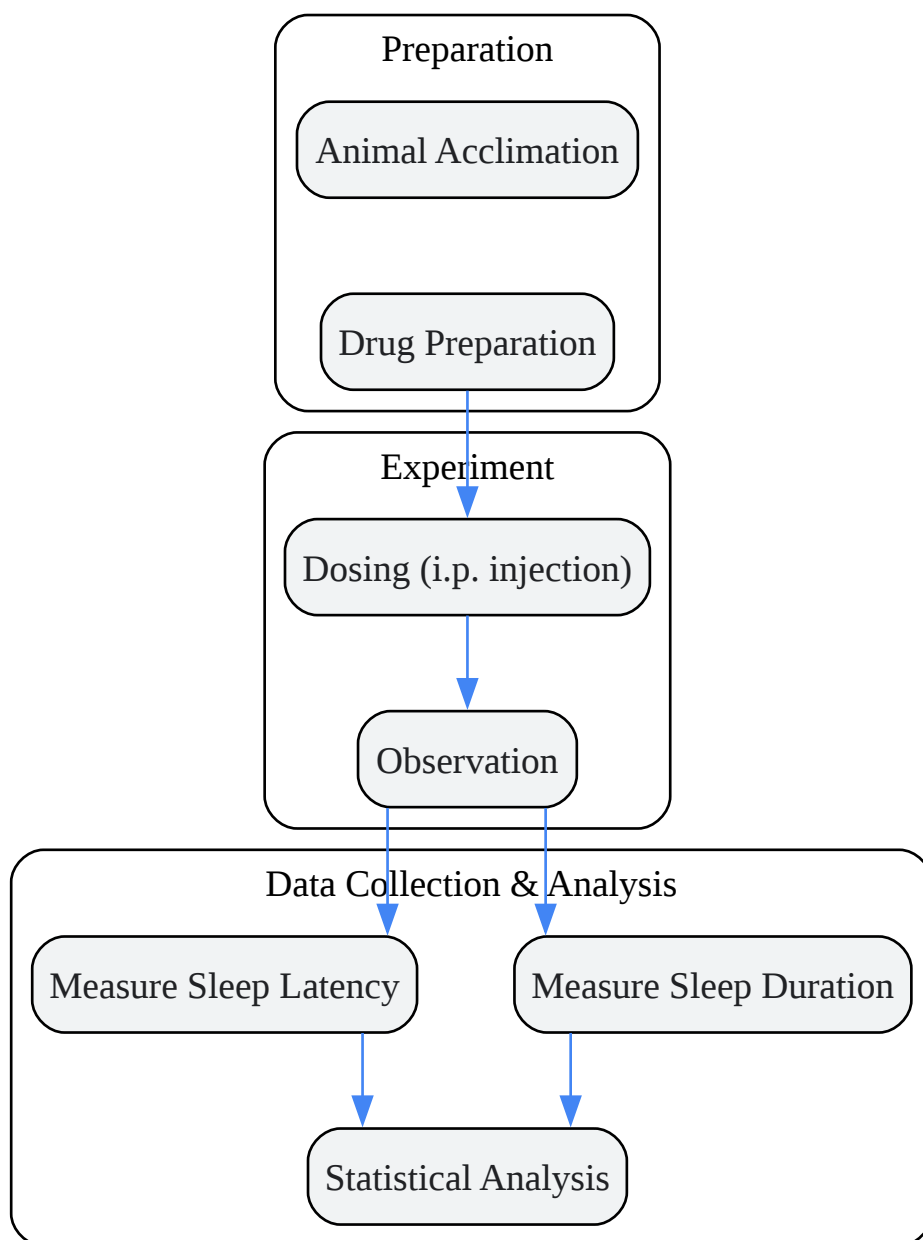 Preparation
Animal Acclimation
Drug Preparation
Experiment
Dosing (i.p. injection)
Observation
Data Collection & Analysis
Measure Sleep Latency
Measure Sleep Duration
Statistical Analysis